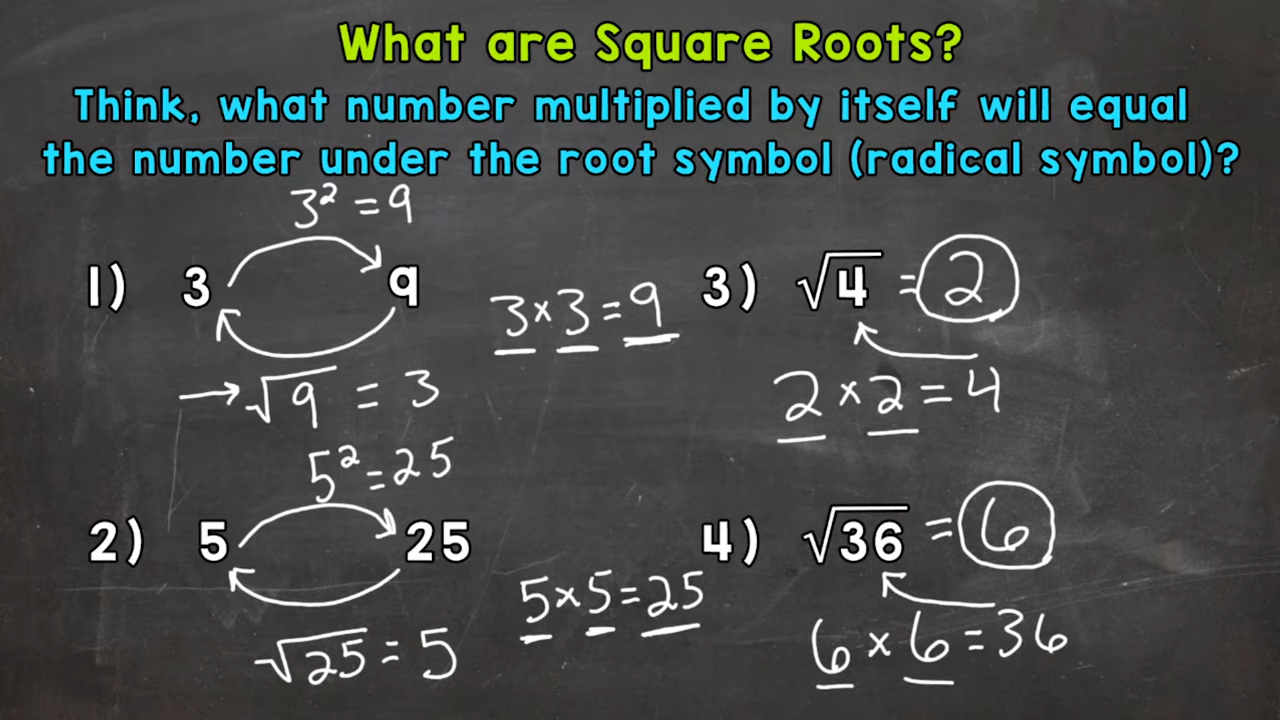 What are Square Roots?
Think, what number multiplied by itself will equal
the number under the root symbol (radical symbol)?
3² = 9
1) 3 9
3 × 3 = 9
→ √9 = 3
5² = 25
2) 5 25
5 × 5 = 25
√25 = 5
3) √4 = 2
2 × 2 = 4
4) √36 = 6
6 × 6 = 36